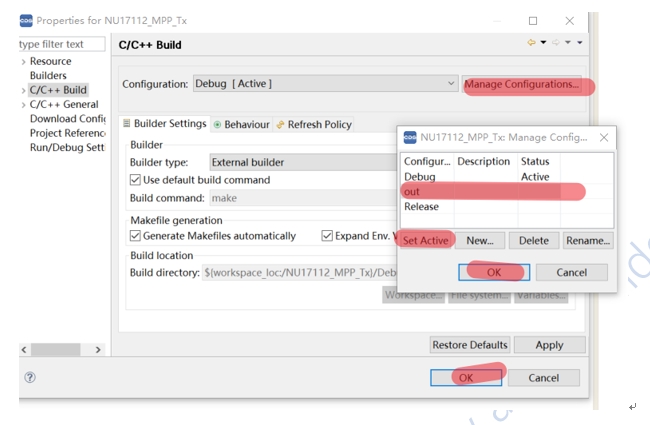 Properties for NU17112_MPP_Tx
type filter text
Resource
Builders
C/C++ Build
C/C++ General
Download Config
Project Referenc
Run/Debug Sett
C/C++ Build
Configuration: Debug [ Active ]
Manage Configurations...
Builder Settings
Behaviour
Refresh Policy
Builder
Builder type: External builder
Use default build command
Build command: make
Makefile generation
Generate Makefiles automatically
Expand Env. V
Build location
Build directory: ${workspace_loc:/NU17112_MPP_Tx}/Deb
Workspace... File system... Variables...
Restore Defaults
Apply
OK
Cancel
NU17112_MPP_Tx: Manage Config...
Configur... Description Status
Debug Active
out
Release
Set Active
New...
Delete
Rename...
OK
Cancel